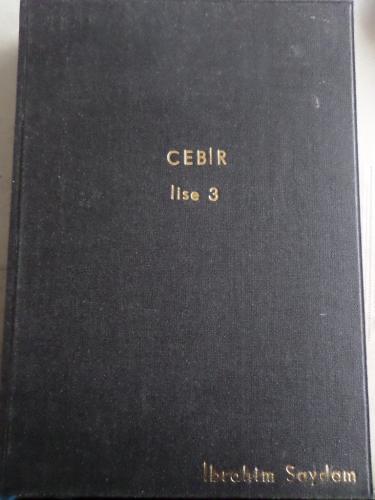 CEBİR
lise 3
İbrahim Saydam